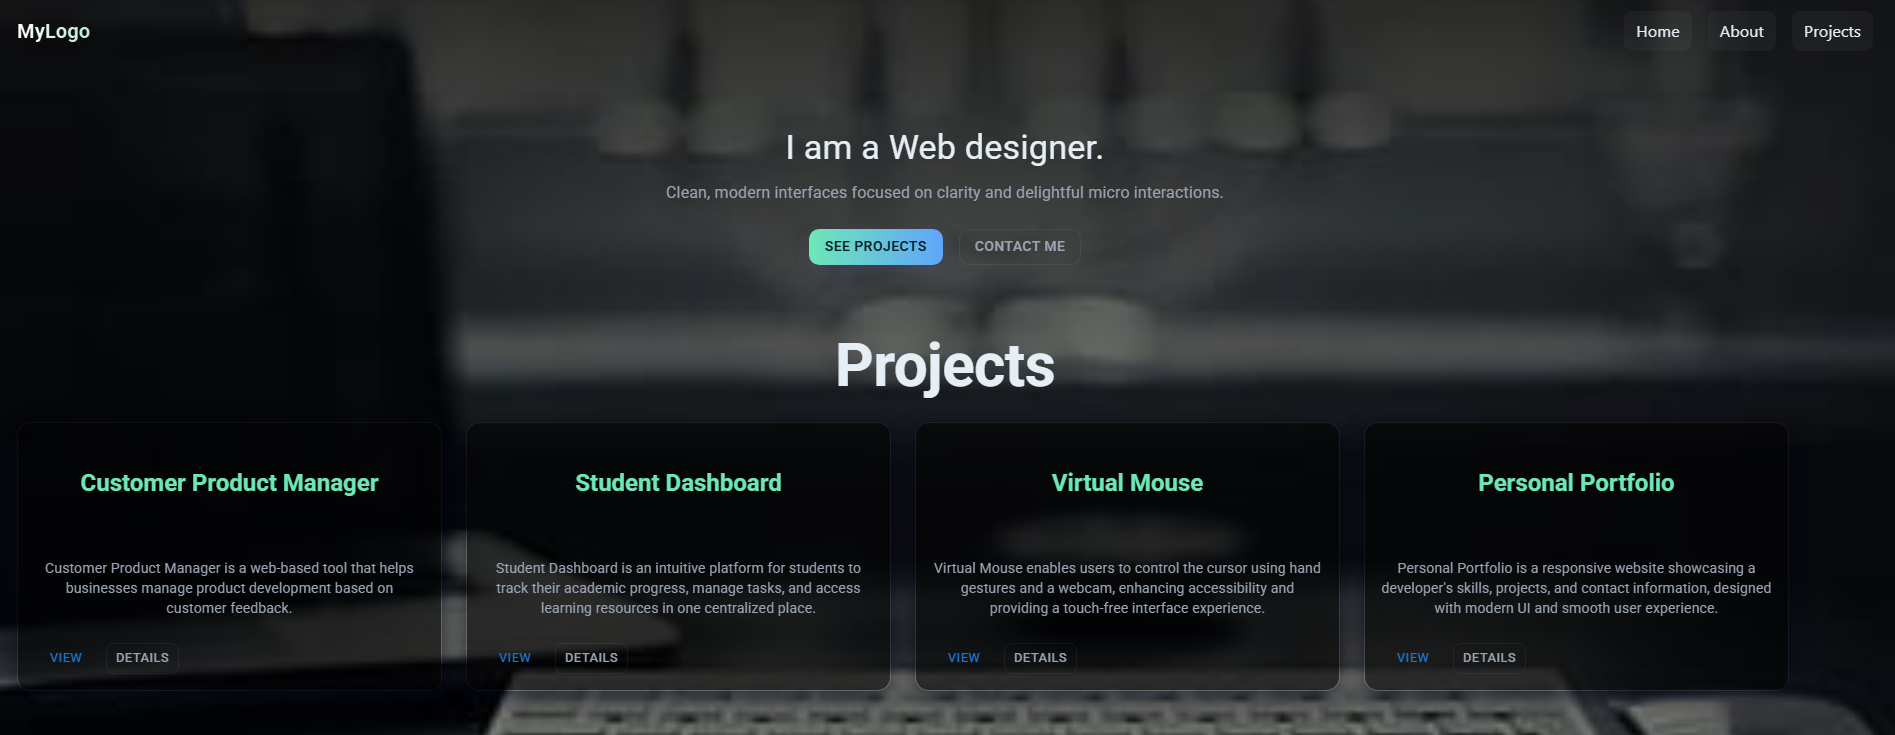 MyLogo
Home
About
Projects
I am a Web designer.
Clean, modern interfaces focused on clarity and delightful micro interactions.
SEE PROJECTS
CONTACT ME
Projects
Customer Product Manager
Customer Product Manager is a web-based tool that helps
businesses manage product development based on
customer feedback.
VIEW
DETAILS
Student Dashboard
Student Dashboard is an intuitive platform for students to
track their academic progress, manage tasks, and access
learning resources in one centralized place.
VIEW
DETAILS
Virtual Mouse
Virtual Mouse enables users to control the cursor using hand
gestures and a webcam, enhancing accessibility and
providing a touch-free interface experience.
VIEW
DETAILS
Personal Portfolio
Personal Portfolio is a responsive website showcasing a
developer's skills, projects, and contact information, designed
with modern UI and smooth user experience.
VIEW
DETAILS